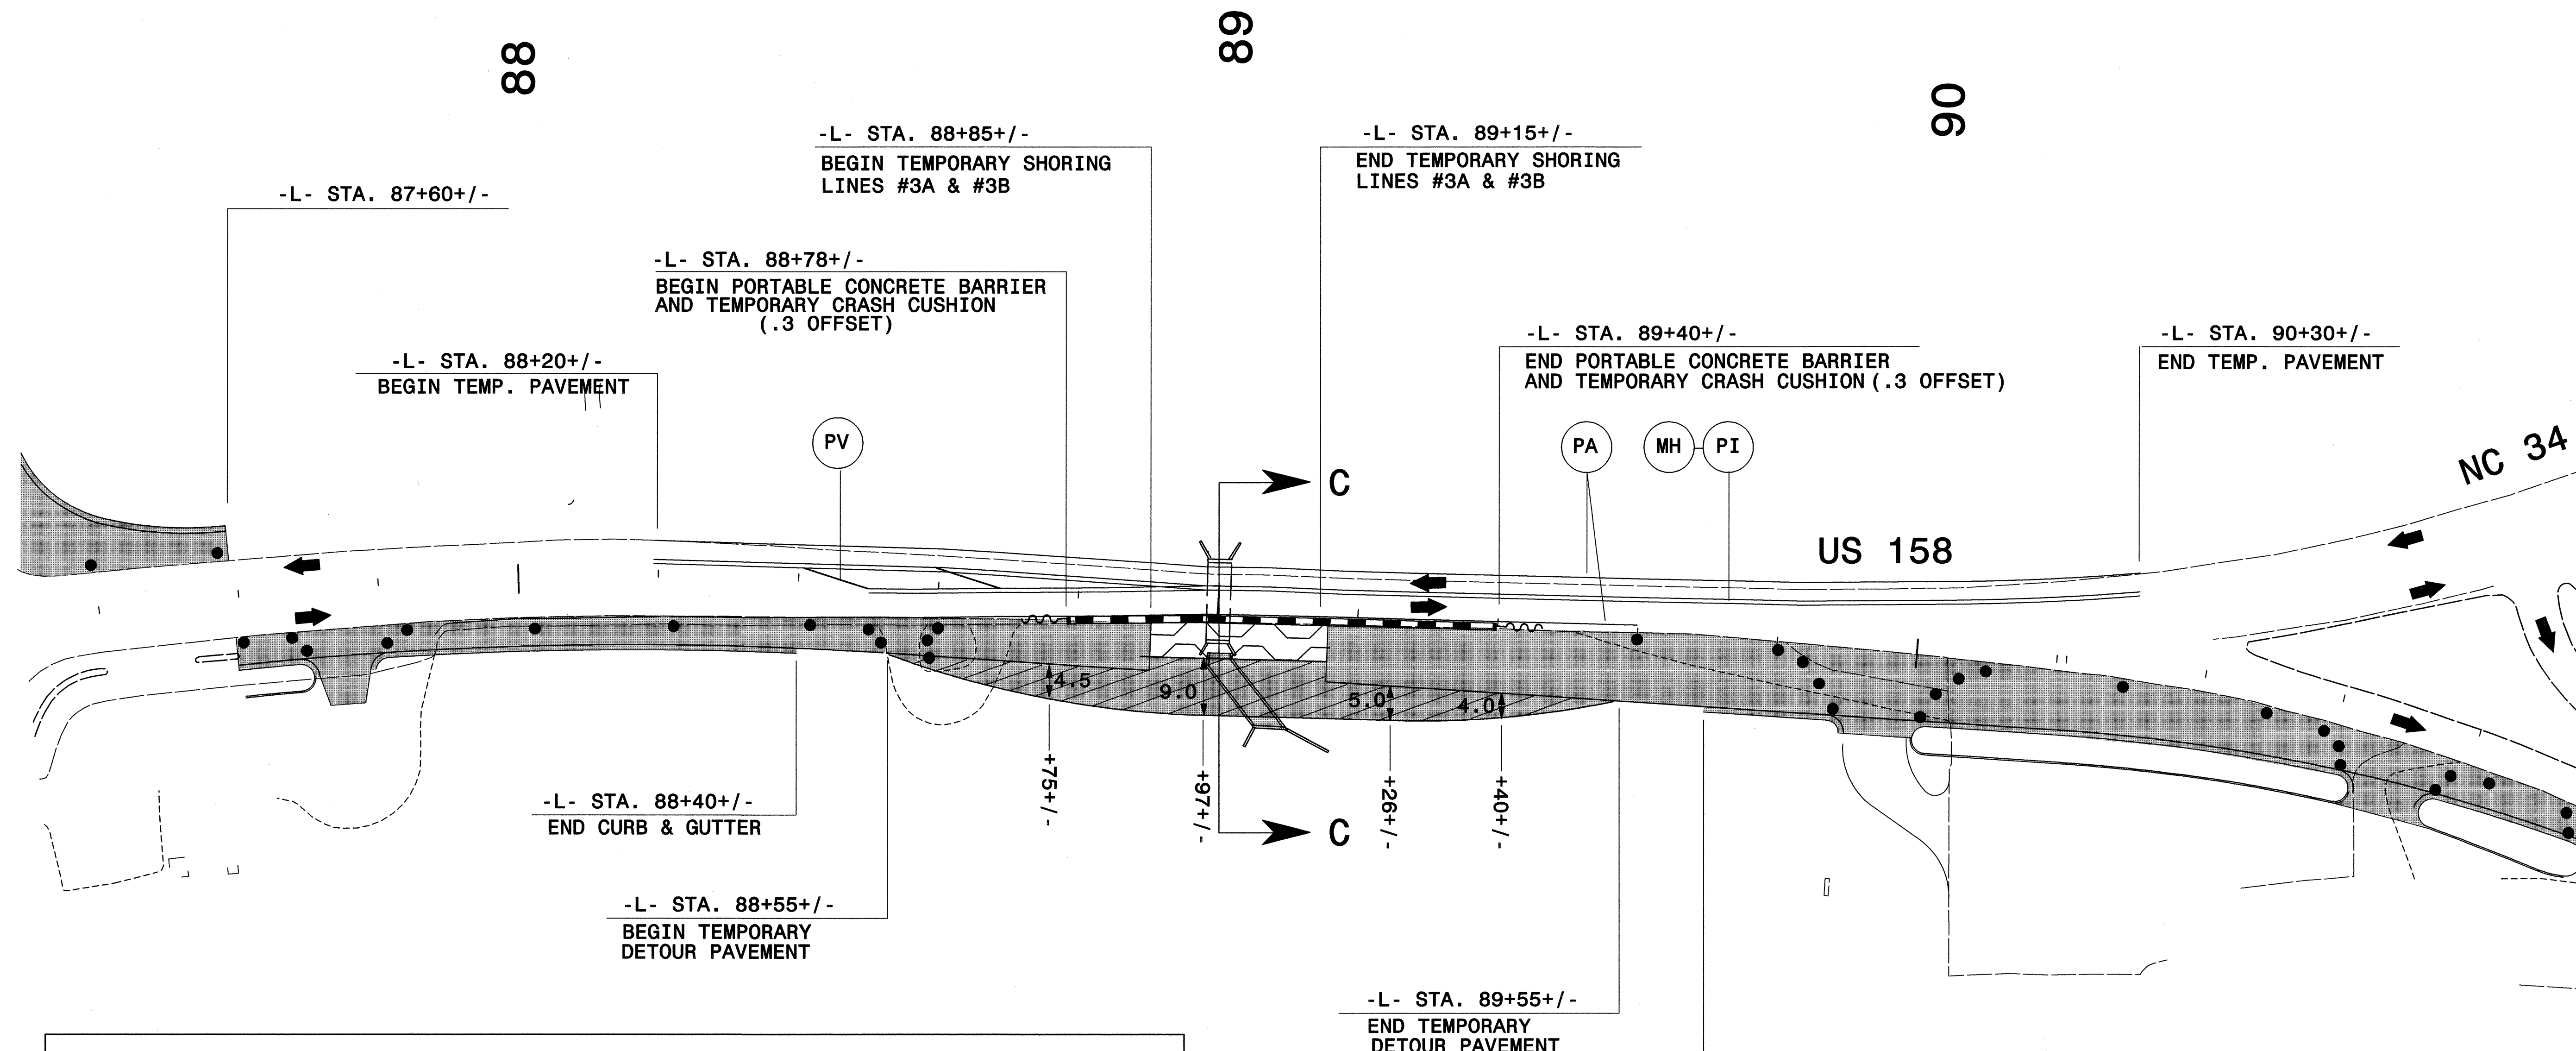 88
89
90
-L- STA. 87+60+/-
-L- STA. 88+85+/-
BEGIN TEMPORARY SHORING
LINES #3A & #3B
-L- STA. 89+15+/-
END TEMPORARY SHORING
LINES #3A & #3B
-L- STA. 88+78+/-
BEGIN PORTABLE CONCRETE BARRIER
AND TEMPORARY CRASH CUSHION
(.3 OFFSET)
-L- STA. 88+20+/-
BEGIN TEMP. PAVEMENT
-L- STA. 89+40+/-
END PORTABLE CONCRETE BARRIER
AND TEMPORARY CRASH CUSHION (.3 OFFSET)
-L- STA. 90+30+/-
END TEMP. PAVEMENT
PV
PA
MH
PI
C
NC 34
US 158
4.5
9.0
5.0
4.0
+75+/-
+97+/-
+26+/-
+40+/-
C
-L- STA. 88+40+/-
END CURB & GUTTER
-L- STA. 88+55+/-
BEGIN TEMPORARY
DETOUR PAVEMENT
-L- STA. 89+55+/-
END TEMPORARY
DETOUR PAVEMENT